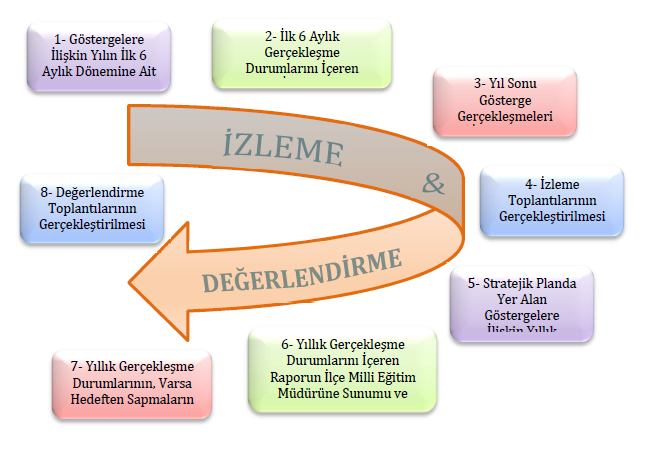 1- Göstergelere
İlişkin Yılın İlk 6
Aylık Dönemine Ait
2- İlk 6 Aylık
Gerçekleşme
Durumlarını İçeren
3- Yıl Sonu
Gösterge
Gerçekleşmeleri
İZLEME
&
4- İzleme
Toplantılarının
Gerçekleştirilmesi
8- Değerlendirme
Toplantılarının
Gerçekleştirilmesi
DEĞERLENDİRME
5- Stratejik Planda
Yer Alan
Göstergelere
İlişkin Yıllık
6- Yıllık Gerçekleşme
Durumlarını İçeren
Raporun İlçe Milli Eğitim
Müdürüne Sunumu ve
7- Yıllık Gerçekleşme
Durumlarının, Varsa
Hedeften Sapmaların